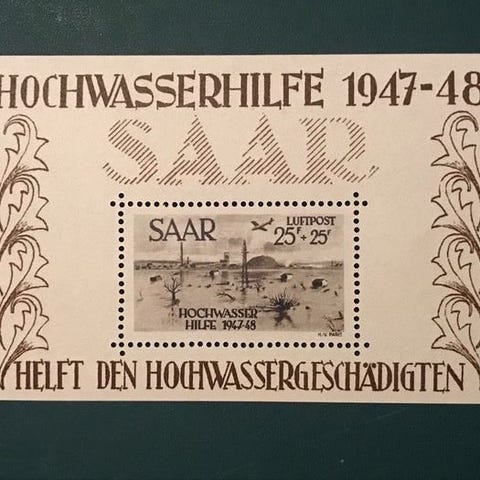 HOCHWASSERHILFE 1947-48
SAAR
SAAR
LUFTPOST
25F + 25F
HOCHWASSER
HILFE 1947-48
HELFT DEN HOCHWASSERGESCHÄDIGTEN